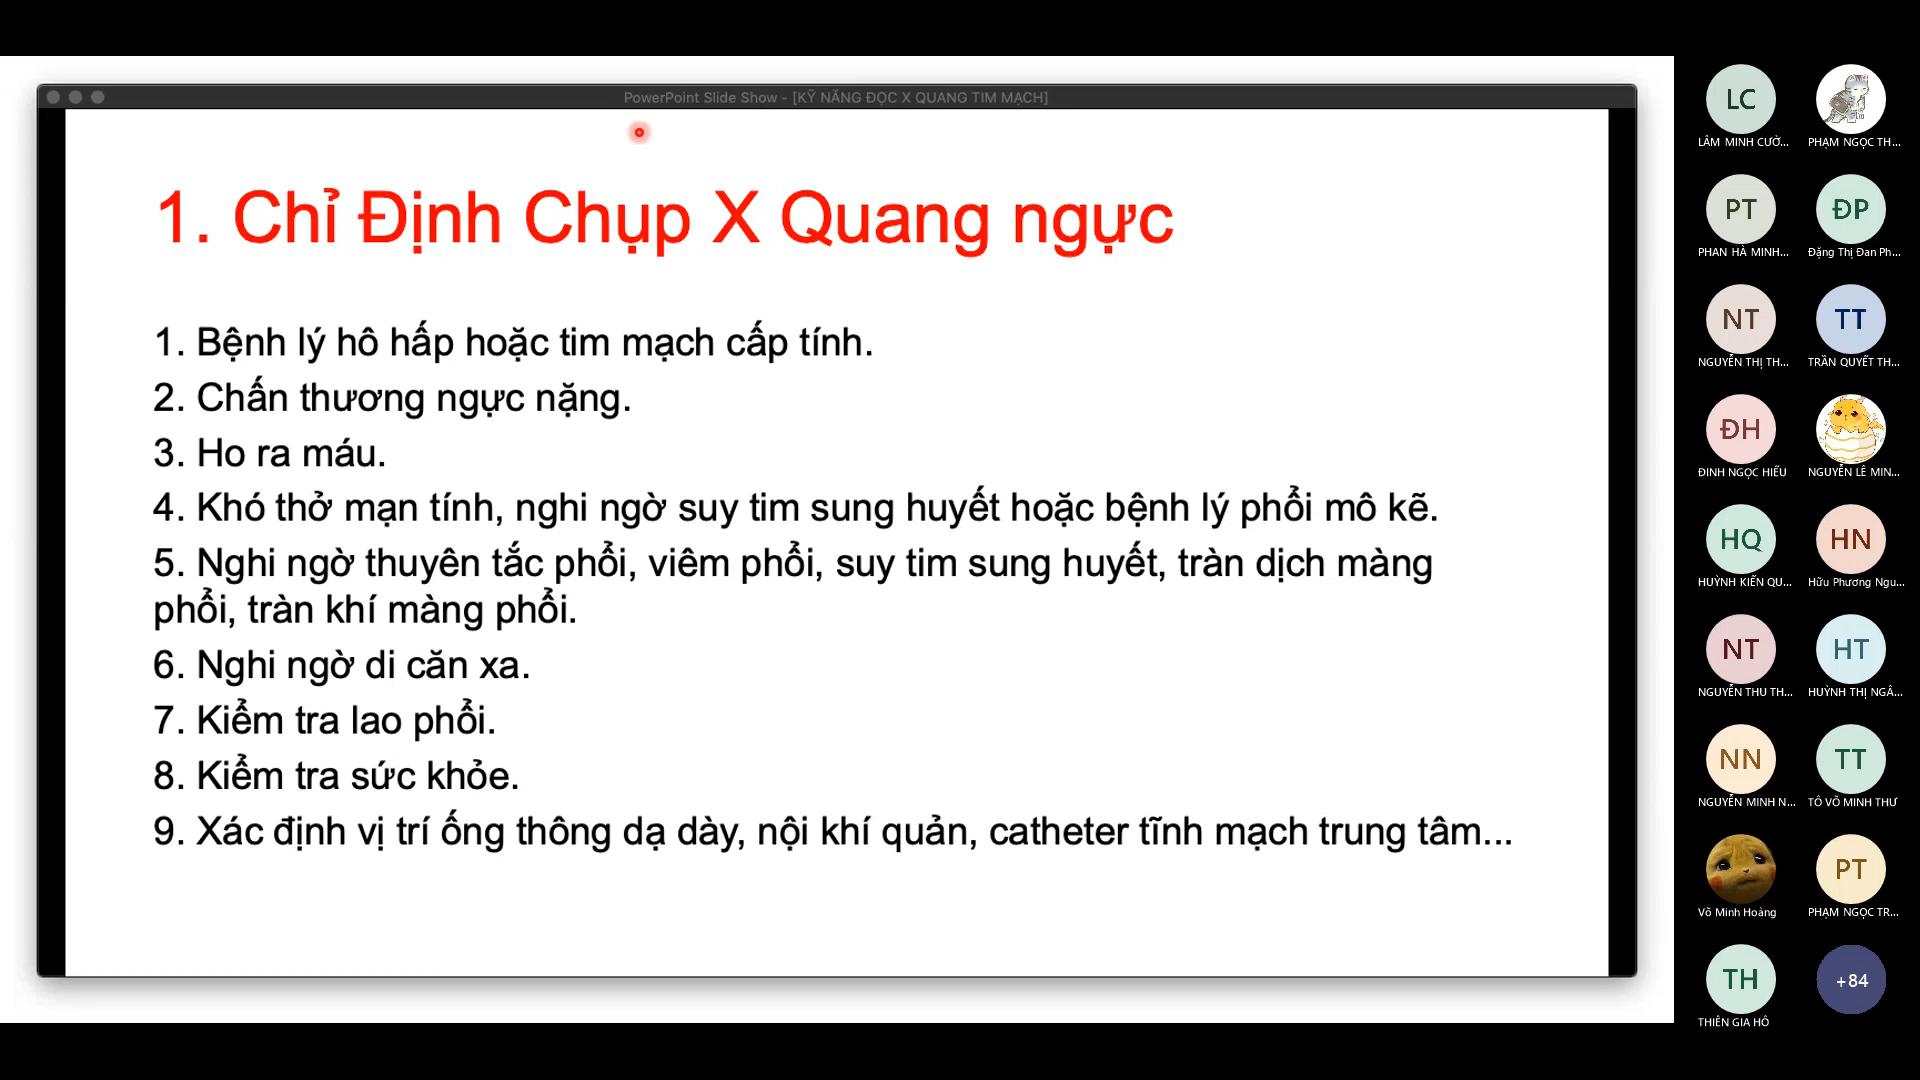 PowerPoint Slide Show - [KỸ NĂNG ĐỌC X QUANG TIM MẠCH]
1. Chỉ Định Chụp X Quang ngực
1. Bệnh lý hô hấp hoặc tim mạch cấp tính.
2. Chấn thương ngực nặng.
3. Ho ra máu.
4. Khó thở mạn tính, nghi ngờ suy tim sung huyết hoặc bệnh lý phổi mô kẽ.
5. Nghi ngờ thuyên tắc phổi, viêm phổi, suy tim sung huyết, tràn dịch màng
phổi, tràn khí màng phổi.
6. Nghi ngờ di căn xa.
7. Kiểm tra lao phổi.
8. Kiểm tra sức khỏe.
9. Xác định vị trí ống thông dạ dày, nội khí quản, catheter tĩnh mạch trung tâm...
LC
LÂM MINH CƯỜ...
PHẠM NGỌC TH...
PT
PHAN HÀ MINH...
ĐP
Đặng Thị Đan Ph...
NT
NGUYỄN THỊ TH...
TT
TRẦN QUYẾT TH...
ĐH
ĐINH NGỌC HIẾU
NGUYỄN LÊ MIN...
HQ
HUỲNH KIẾN QU...
HN
Hữu Phương Ngu...
NT
NGUYỄN THU TH...
HT
HUỲNH THỊ NGÂ...
NN
NGUYỄN MINH N...
TT
TÔ VÕ MINH THƯ
Võ Minh Hoàng
PT
PHẠM NGỌC TR...
TH
THIÊN GIA HỒ
+84